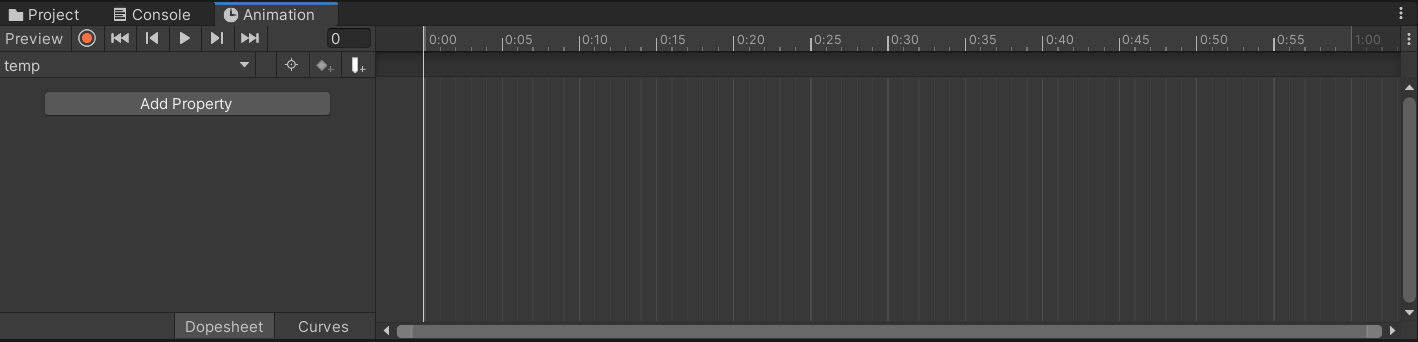 Project Console Animation
Preview 0 0:00 0:05 0:10 0:15 0:20 0:25 0:30 0:35 0:40 0:45 0:50 0:55 1:00
temp
Add Property
Dopesheet Curves